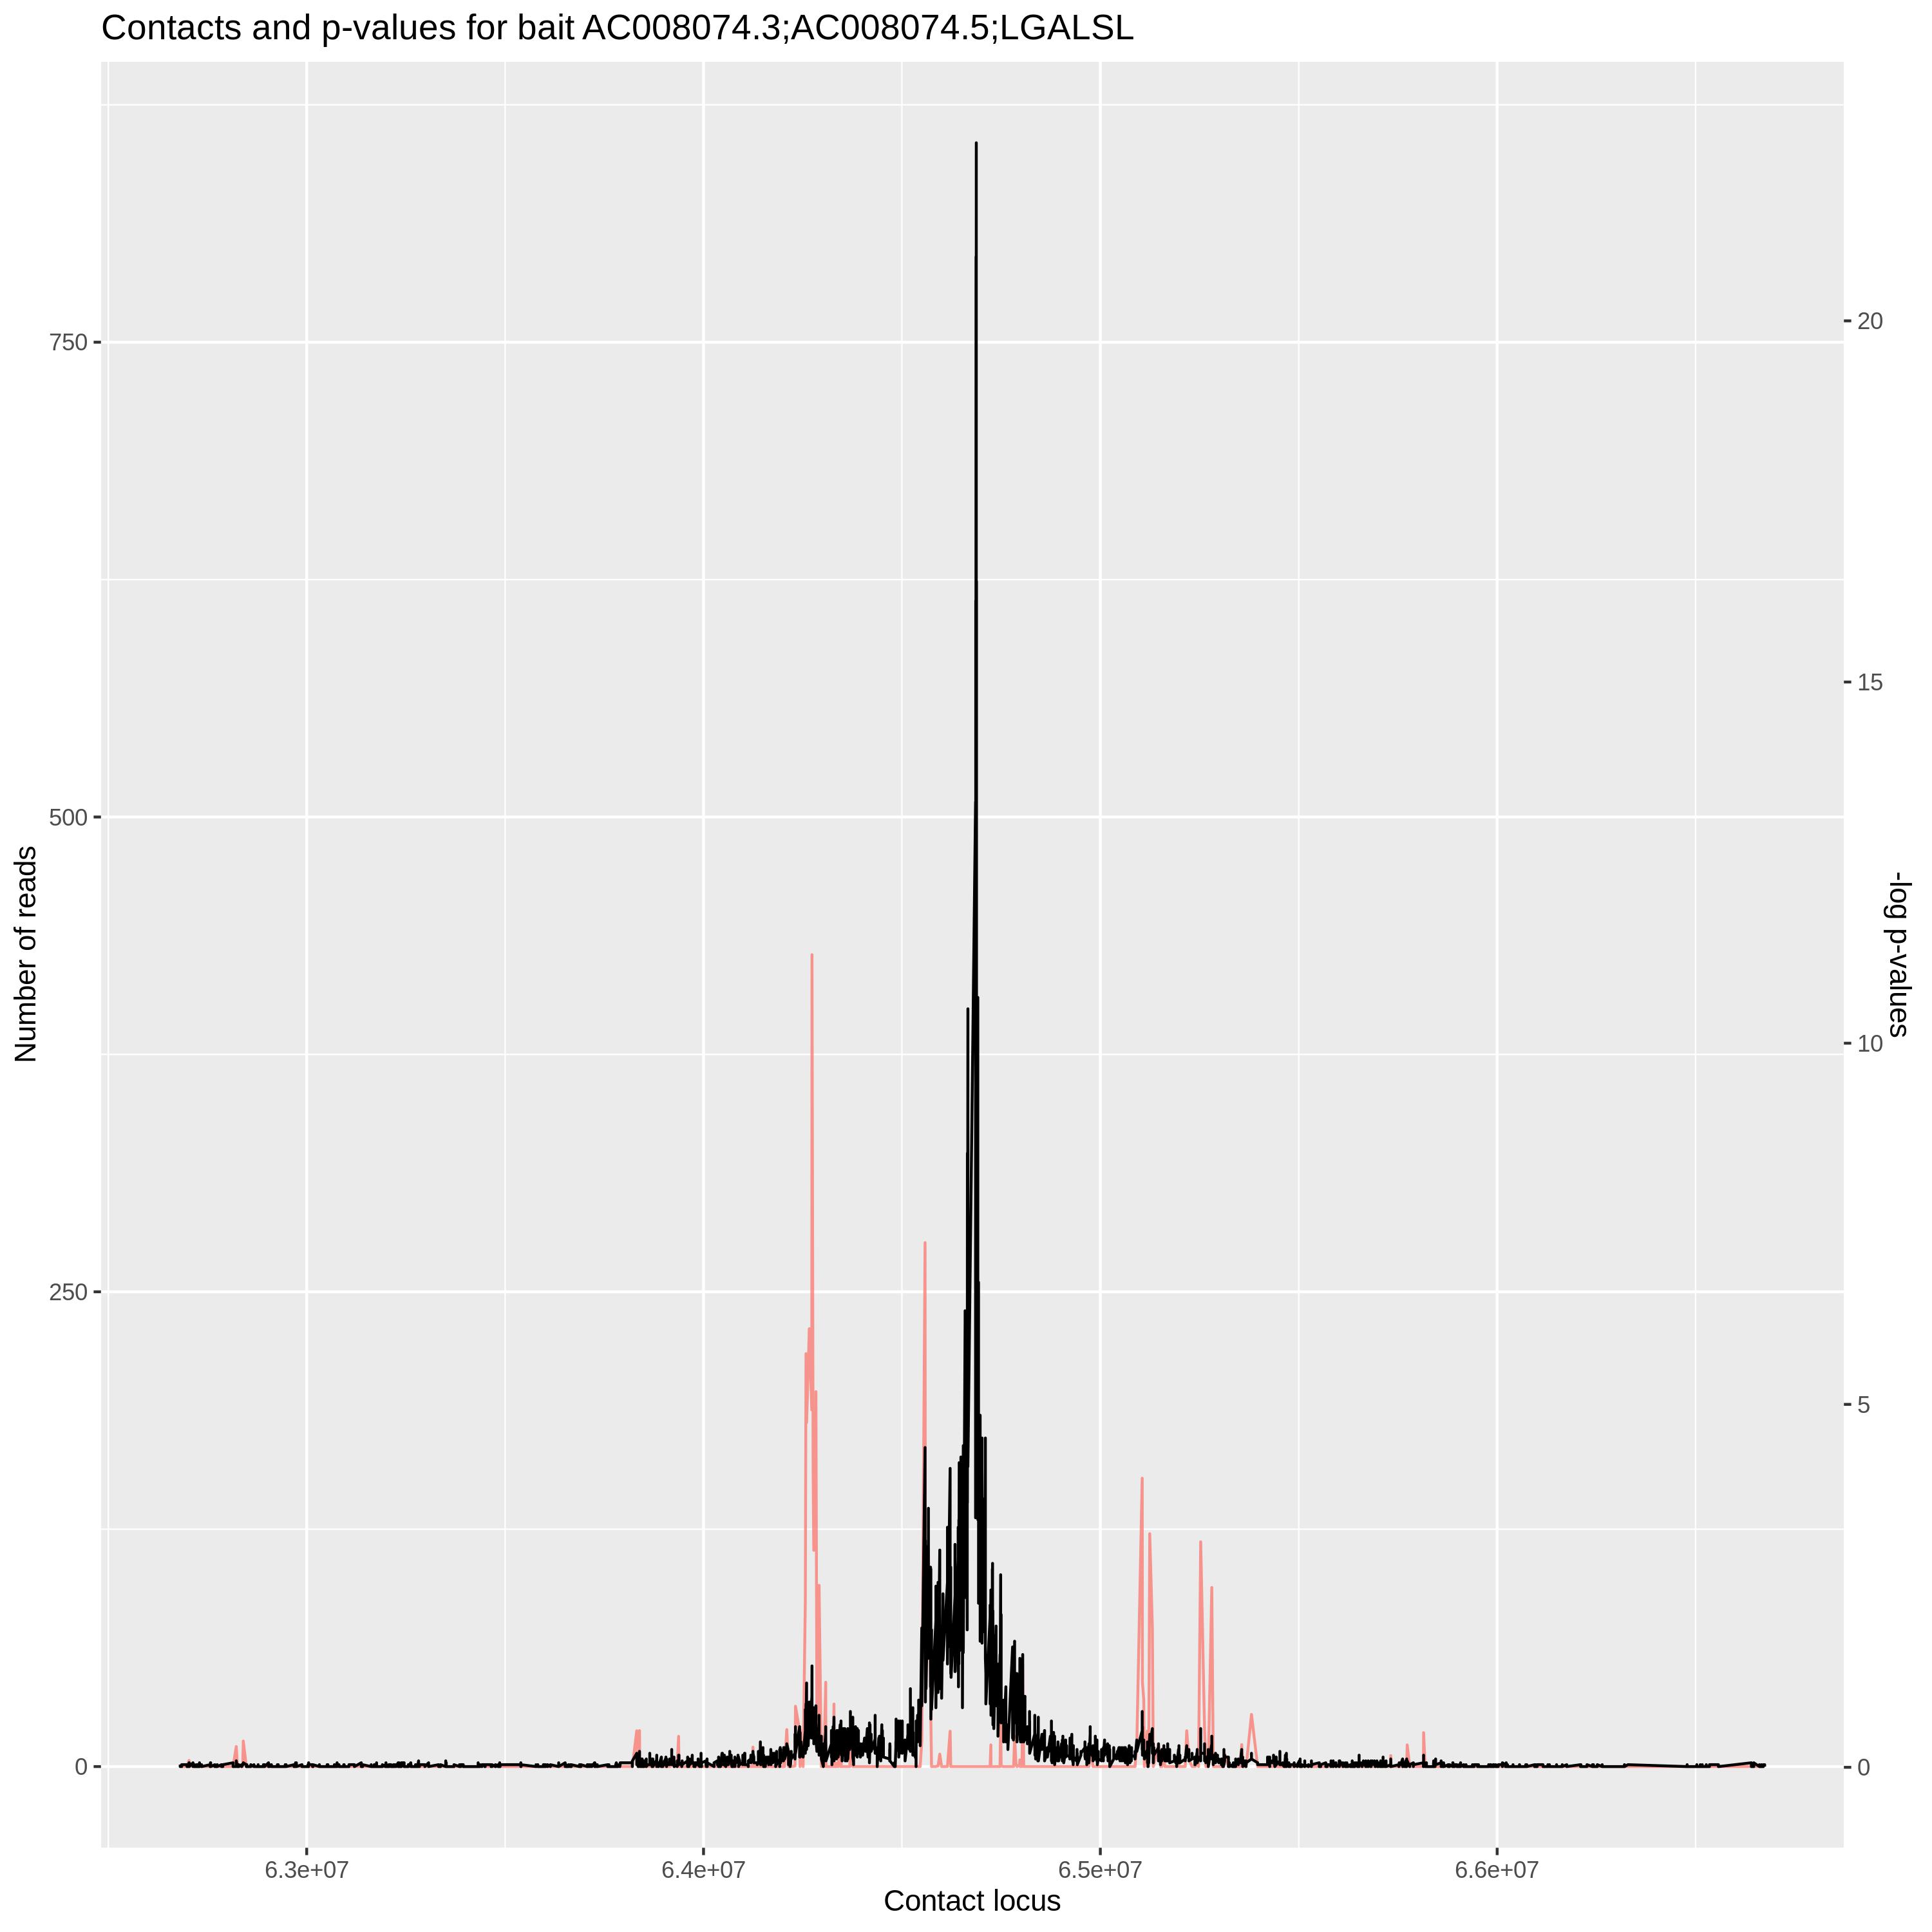 Contacts and p-values for bait AC008074.3;AC008074.5;LGALSL
750
500
250
0
Number of reads
20
15
10
5
0
-log p-values
6.3e+07
6.4e+07
6.5e+07
6.6e+07
Contact locus